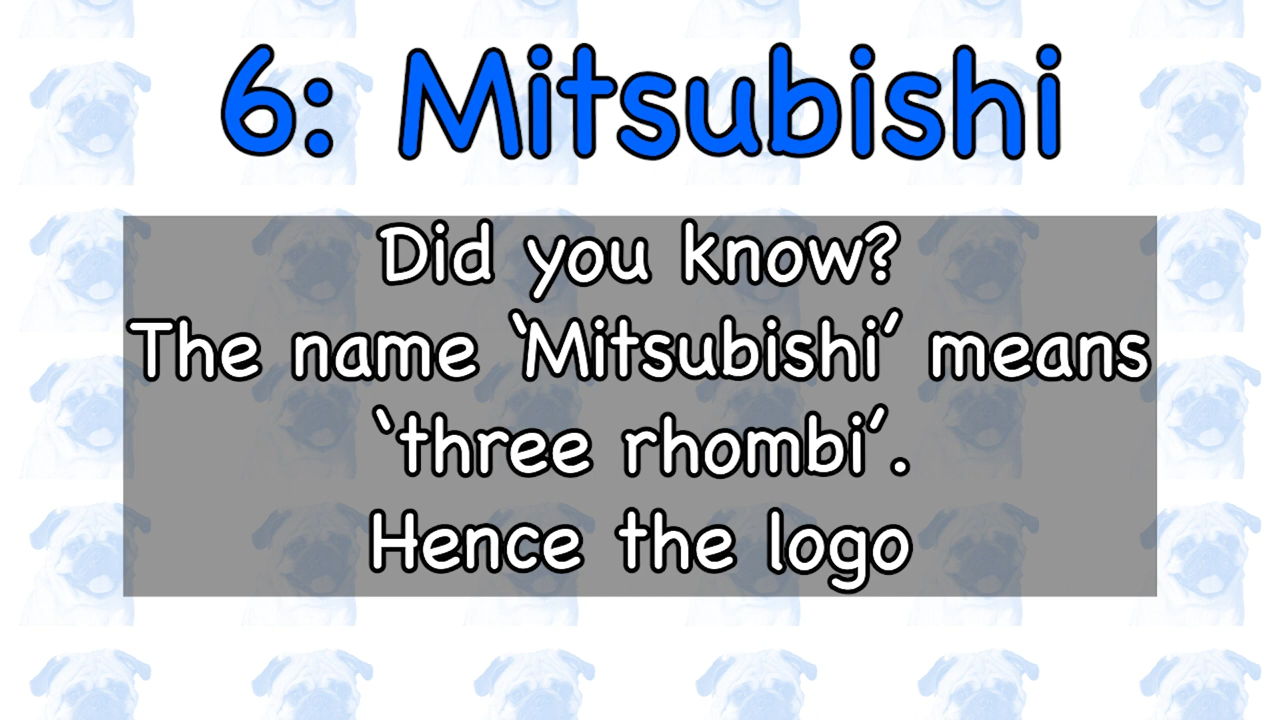 6: Mitsubishi
Did you know?
The name ‘Mitsubishi’ means
‘three rhombi’.
Hence the logo